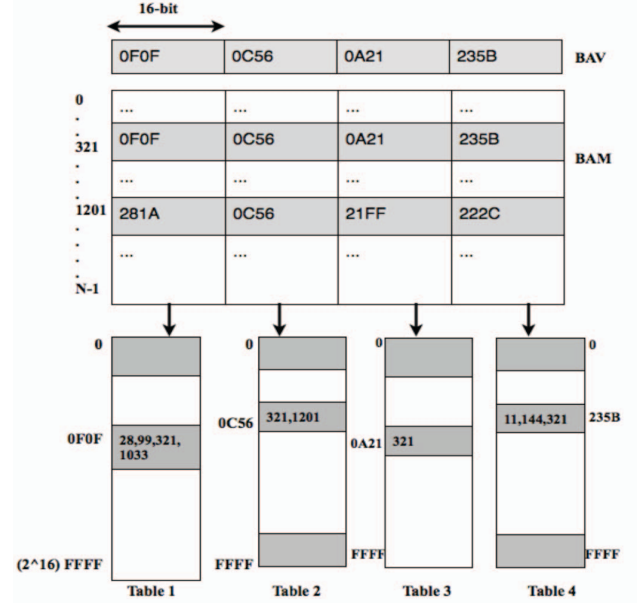 16-bit
0F0F 0C56 0A21 235B BAV
0
... ... ... ...
.
.
321 0F0F 0C56 0A21 235B
BAM
.
.
.
... ... ... ...
1201 281A 0C56 21FF 222C
.
.
.
... ... ... ...
N-1
0 0 0 0
0C56 321,1201 11,144,321 235B
0F0F 28,99,321,
1033
0A21 321
(2^16) FFFF FFFF FFFF FFFF
Table 1 Table 2 Table 3 Table 4